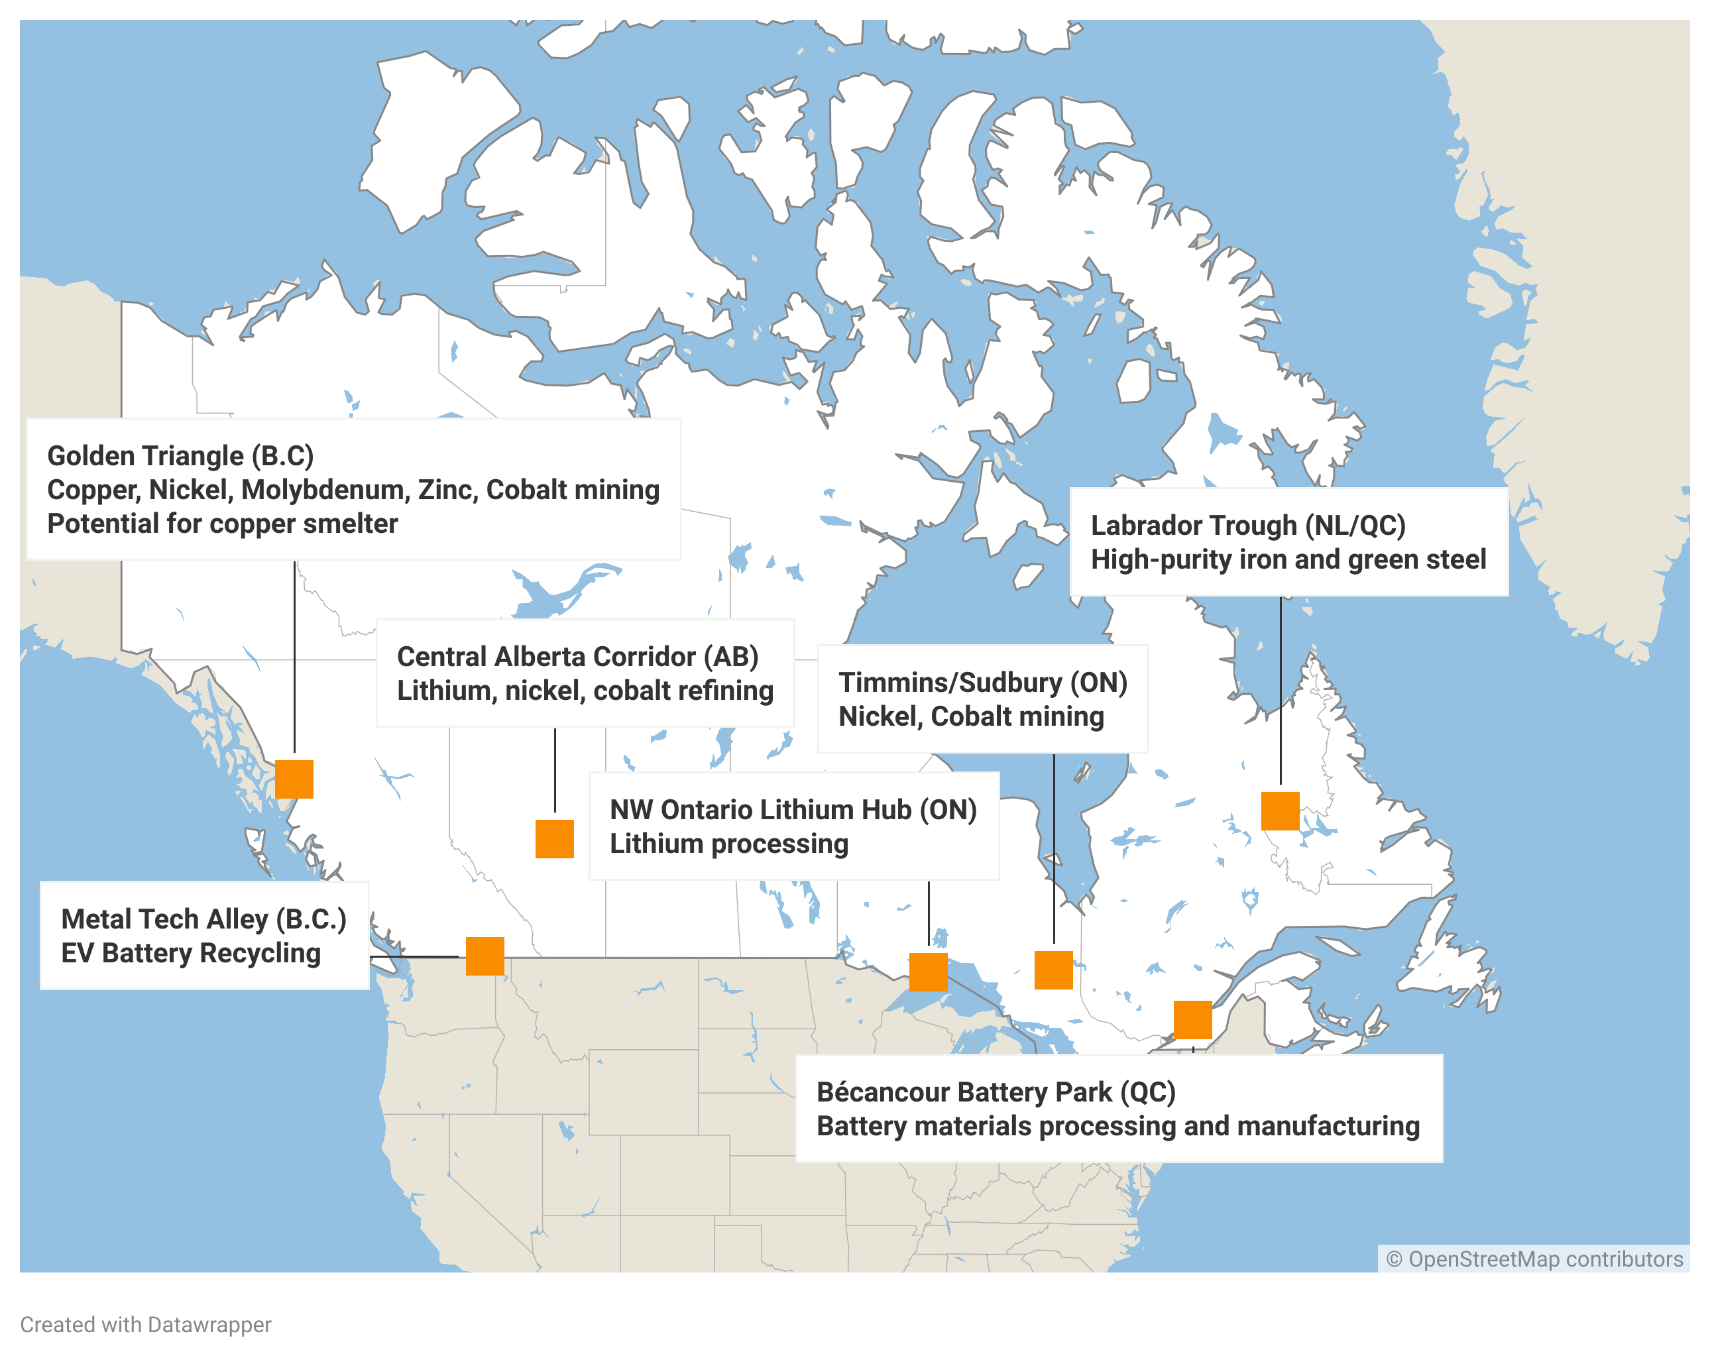 Golden Triangle (B.C)
Copper, Nickel, Molybdenum, Zinc, Cobalt mining
Potential for copper smelter
Labrador Trough (NL/QC)
High-purity iron and green steel
Central Alberta Corridor (AB)
Lithium, nickel, cobalt refining
Timmins/Sudbury (ON)
Nickel, Cobalt mining
NW Ontario Lithium Hub (ON)
Lithium processing
Metal Tech Alley (B.C.)
EV Battery Recycling
Bécancour Battery Park (QC)
Battery materials processing and manufacturing
© OpenStreetMap contributors
Created with Datawrapper